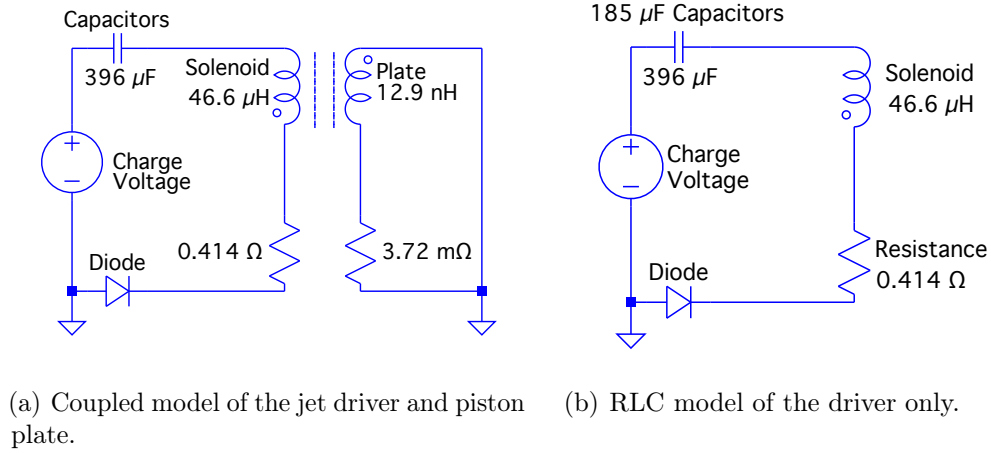 Capacitors
396 µF
Solenoid
46.6 µH
Plate
12.9 nH
+
−
Charge
Voltage
0.414 Ω
3.72 mΩ
Diode
(a) Coupled model of the jet driver and piston
plate.
185 µF Capacitors
396 µF
Solenoid
46.6 µH
+
−
Charge
Voltage
Resistance
0.414 Ω
Diode
(b) RLC model of the driver only.